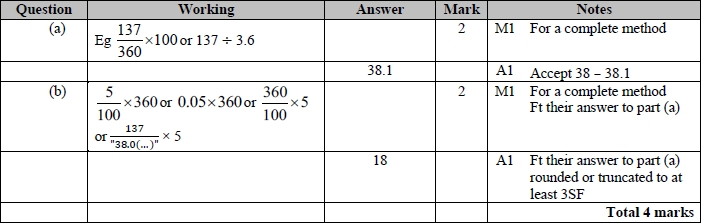 Question Working Answer Mark Notes
(a) Eg 137/360 ×100 or 137 ÷ 3.6 2 M1 For a complete method
38.1 A1 Accept 38 – 38.1
(b) 5/100 ×360 or 0.05×360 or 360/100 ×5 2 M1 For a complete method
Ft their answer to part (a)
or 137/"38.0(...)" × 5
18 A1 Ft their answer to part (a)
rounded or truncated to at
least 3SF
Total 4 marks